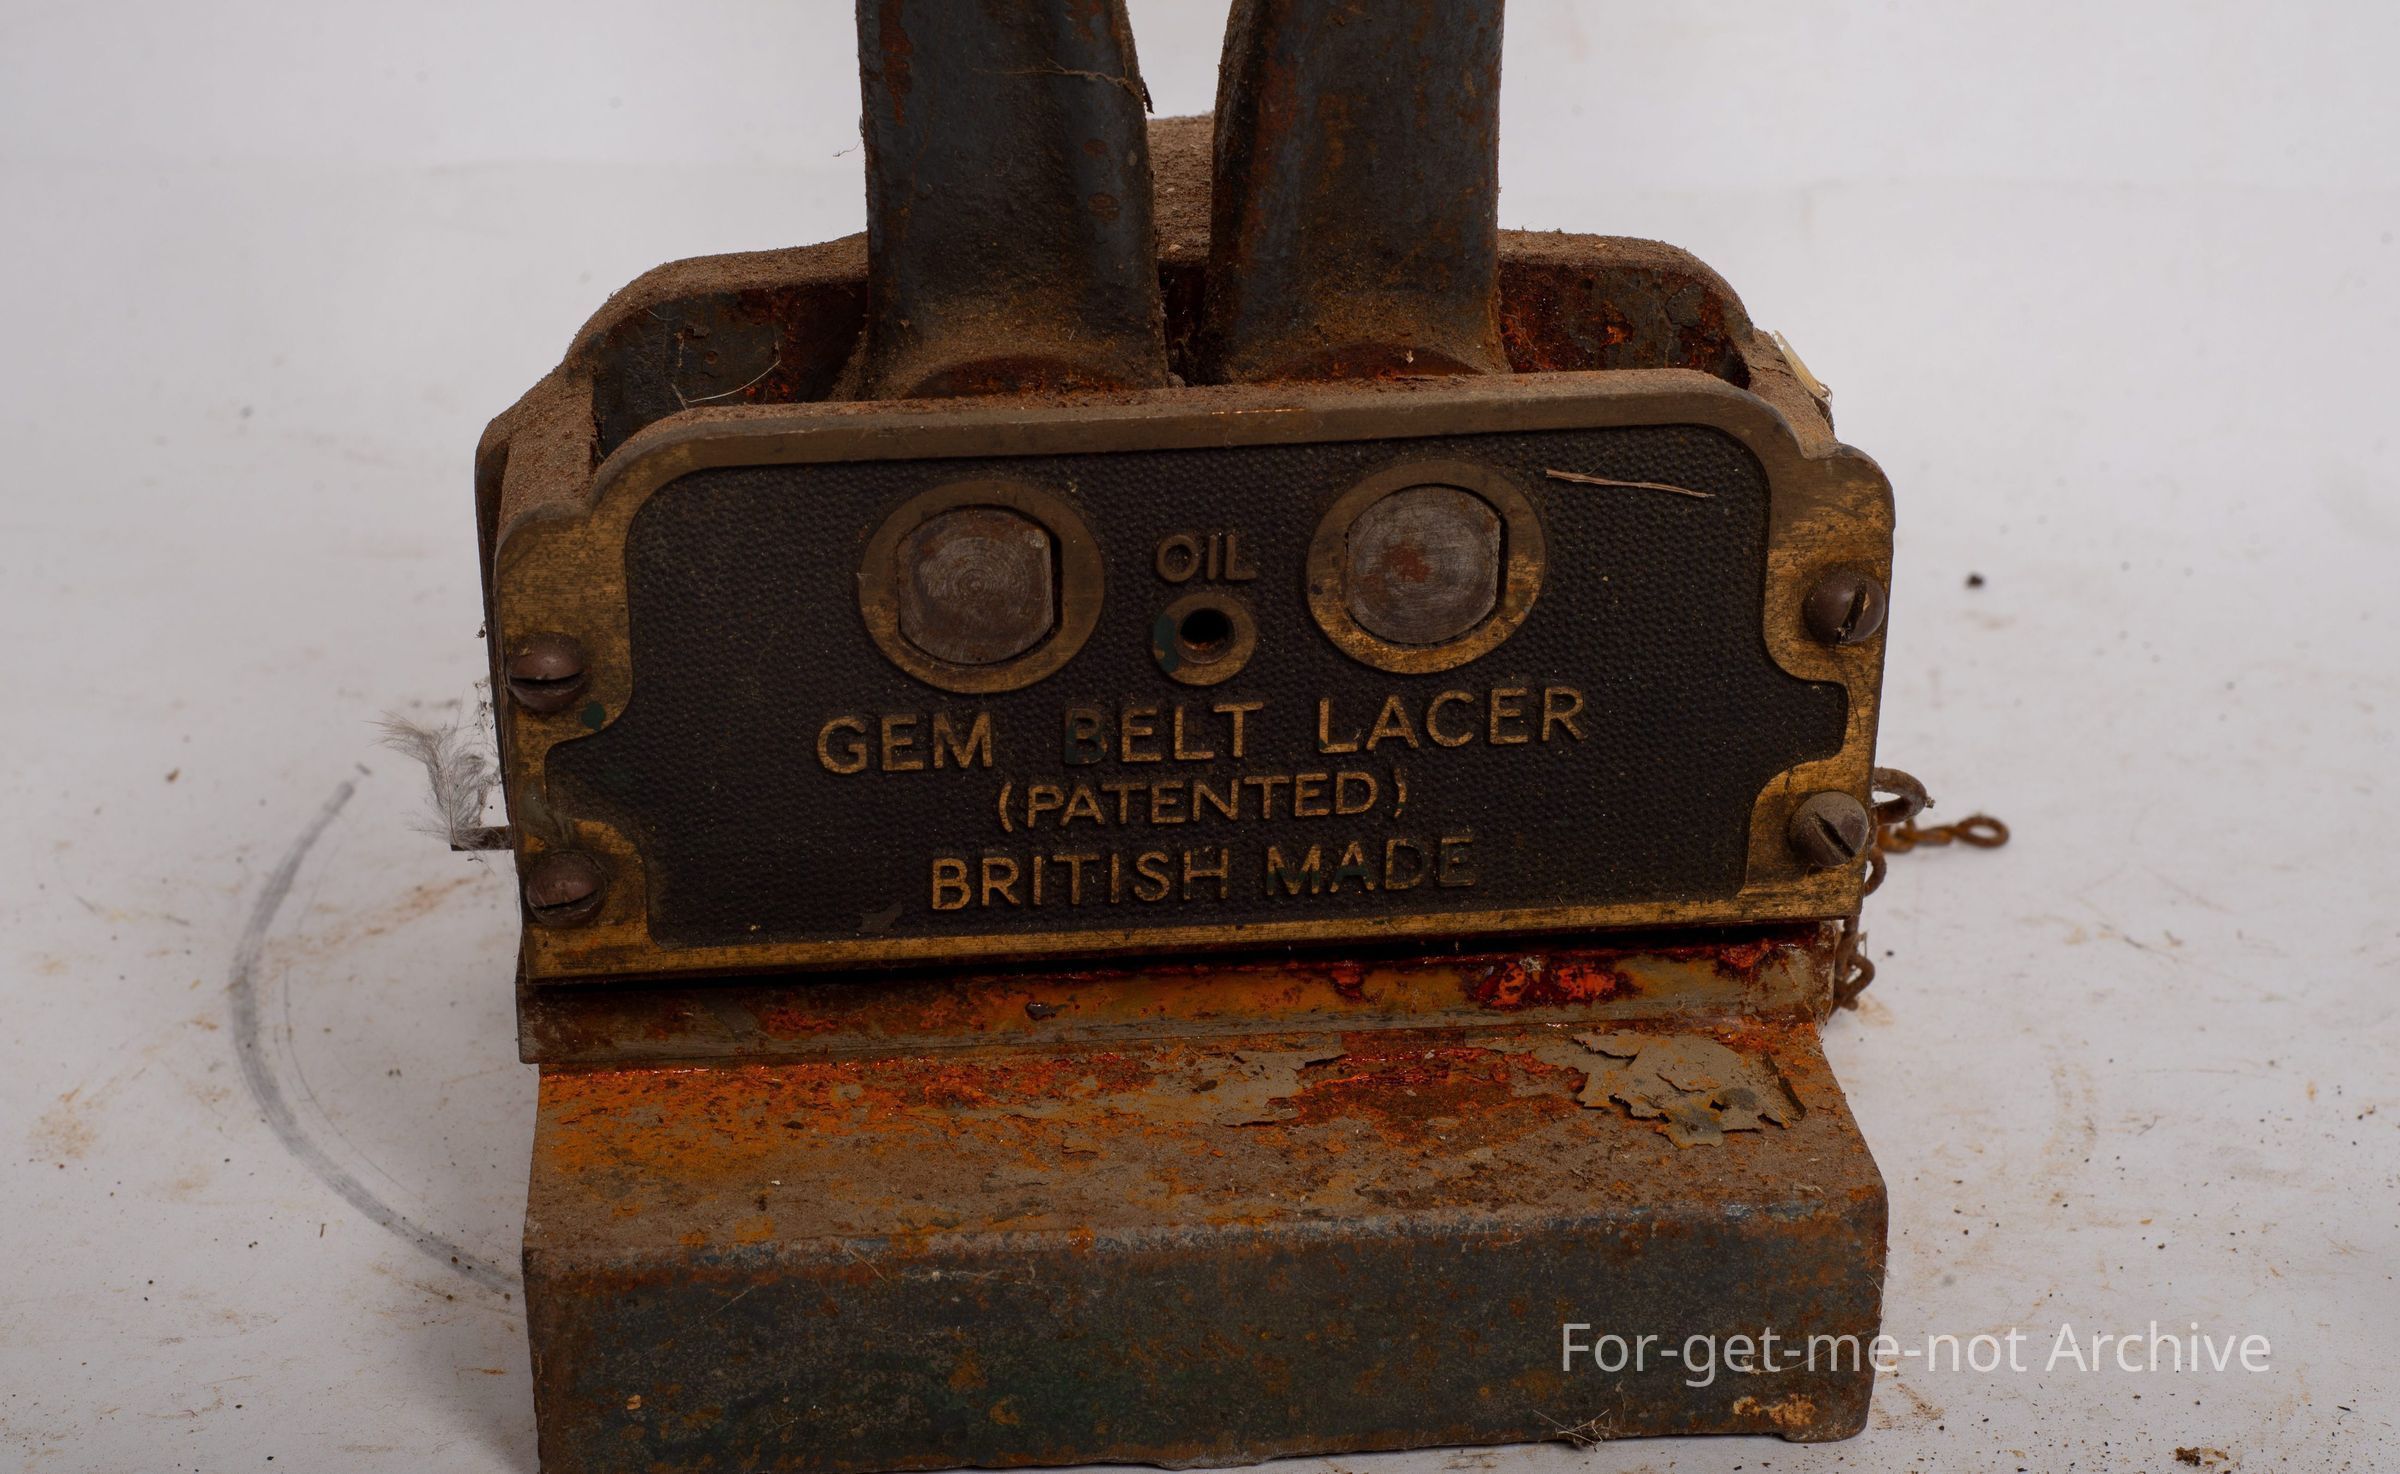 OIL
GEM BELT LACER
(PATENTED)
BRITISH MADE
For-get-me-not Archive